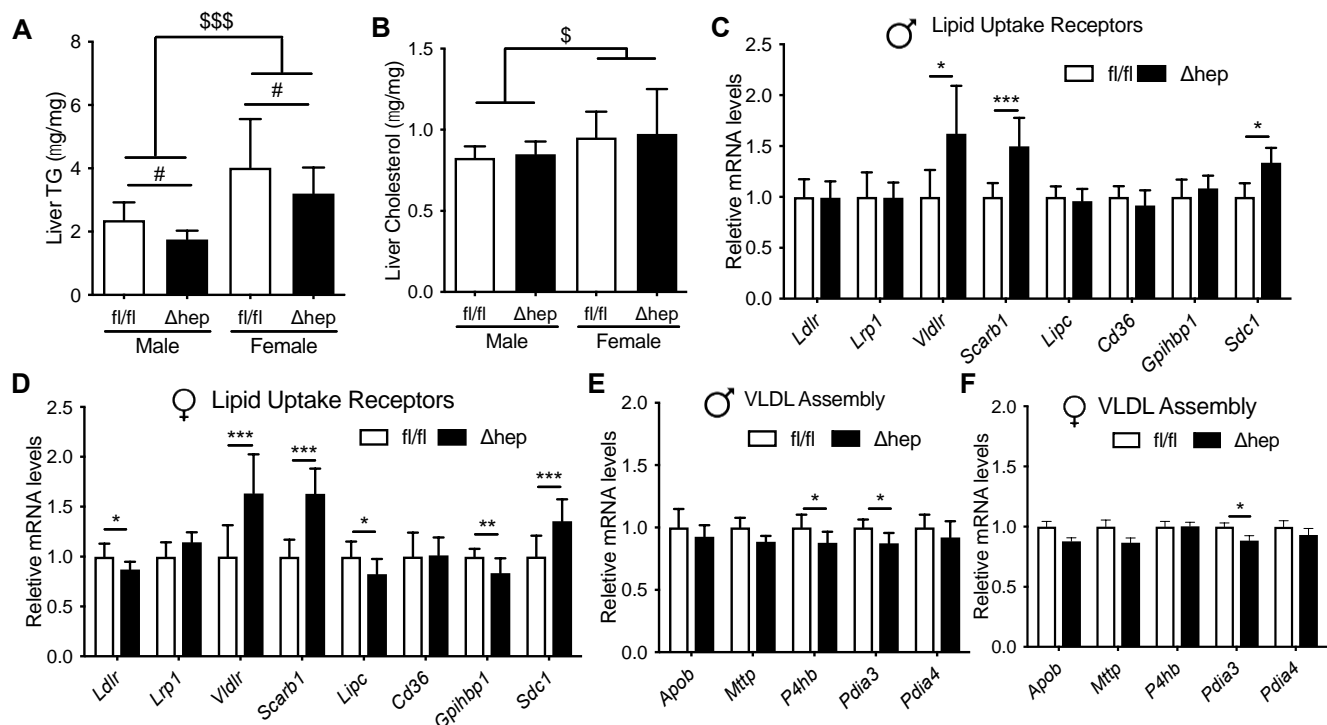 A
$$$
#
#
Liver TG (mg/mg)
8
6
4
2
0
fl/fl
Δhep
fl/fl
Δhep
Male
Female
B
$
Liver Cholesterol (mg/mg)
1.5
1.0
0.5
0.0
fl/fl
Δhep
fl/fl
Δhep
Male
Female
C
♂ Lipid Uptake Receptors
fl/fl
Δhep
*
***
*
Reletive mRNA levels
2.5
2.0
1.5
1.0
0.5
0.0
Ldlr
Lrp1
Vldlr
Scarb1
Lipc
Cd36
Gpihbp1
Sdc1
D
♀ Lipid Uptake Receptors
fl/fl
Δhep
*
***
***
*
**
***
Reletive mRNA levels
2.5
2.0
1.5
1.0
0.5
0.0
Ldlr
Lrp1
Vldlr
Scarb1
Lipc
Cd36
Gpihbp1
Sdc1
E
♂ VLDL Assembly
fl/fl
Δhep
*
*
Reletive mRNA levels
2.0
1.5
1.0
0.5
0.0
Apob
Mttp
P4hb
Pdia3
Pdia4
F
♀ VLDL Assembly
fl/fl
Δhep
*
Reletive mRNA levels
2.0
1.5
1.0
0.5
0.0
Apob
Mttp
P4hb
Pdia3
Pdia4